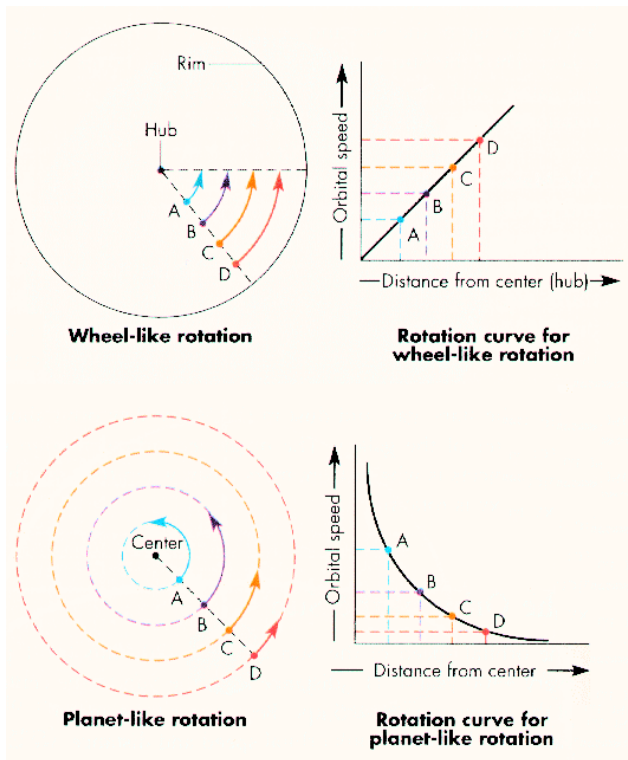 Rim
Hub
A
B
C
D
Wheel-like rotation
Orbital speed
D
C
B
A
Distance from center (hub)
Rotation curve for
wheel-like rotation
Center
A
B
C
D
Planet-like rotation
Orbital speed
A
B
C
D
Distance from center
Rotation curve for
planet-like rotation